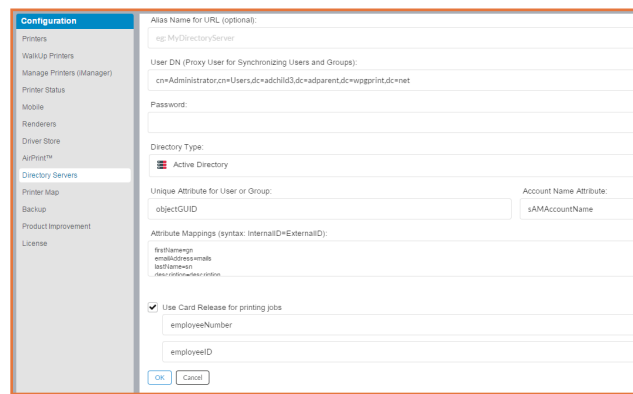 Configuration
Printers
WalkUp Printers
Manage Printers (iManager)
Printer Status
Mobile
Renderers
Driver Store
AirPrint™
Directory Servers
Printer Map
Backup
Product Improvement
License
Alias Name for URL (optional):
eg: MyDirectoryServer
User DN (Proxy User for Synchronizing Users and Groups):
cn=Administrator,cn=Users,dc=adchild3,dc=adparent,dc=wpgprint,dc=net
Password:
Directory Type:
Active Directory
Unique Attribute for User or Group:
Account Name Attribute:
objectGUID
sAMAccountName
Attribute Mappings (syntax: InternalID=ExternalID):
firstName=gn
emailAddress=mails
lastName=sn
description=description
Use Card Release for printing jobs
employeeNumber
employeeID
OK Cancel